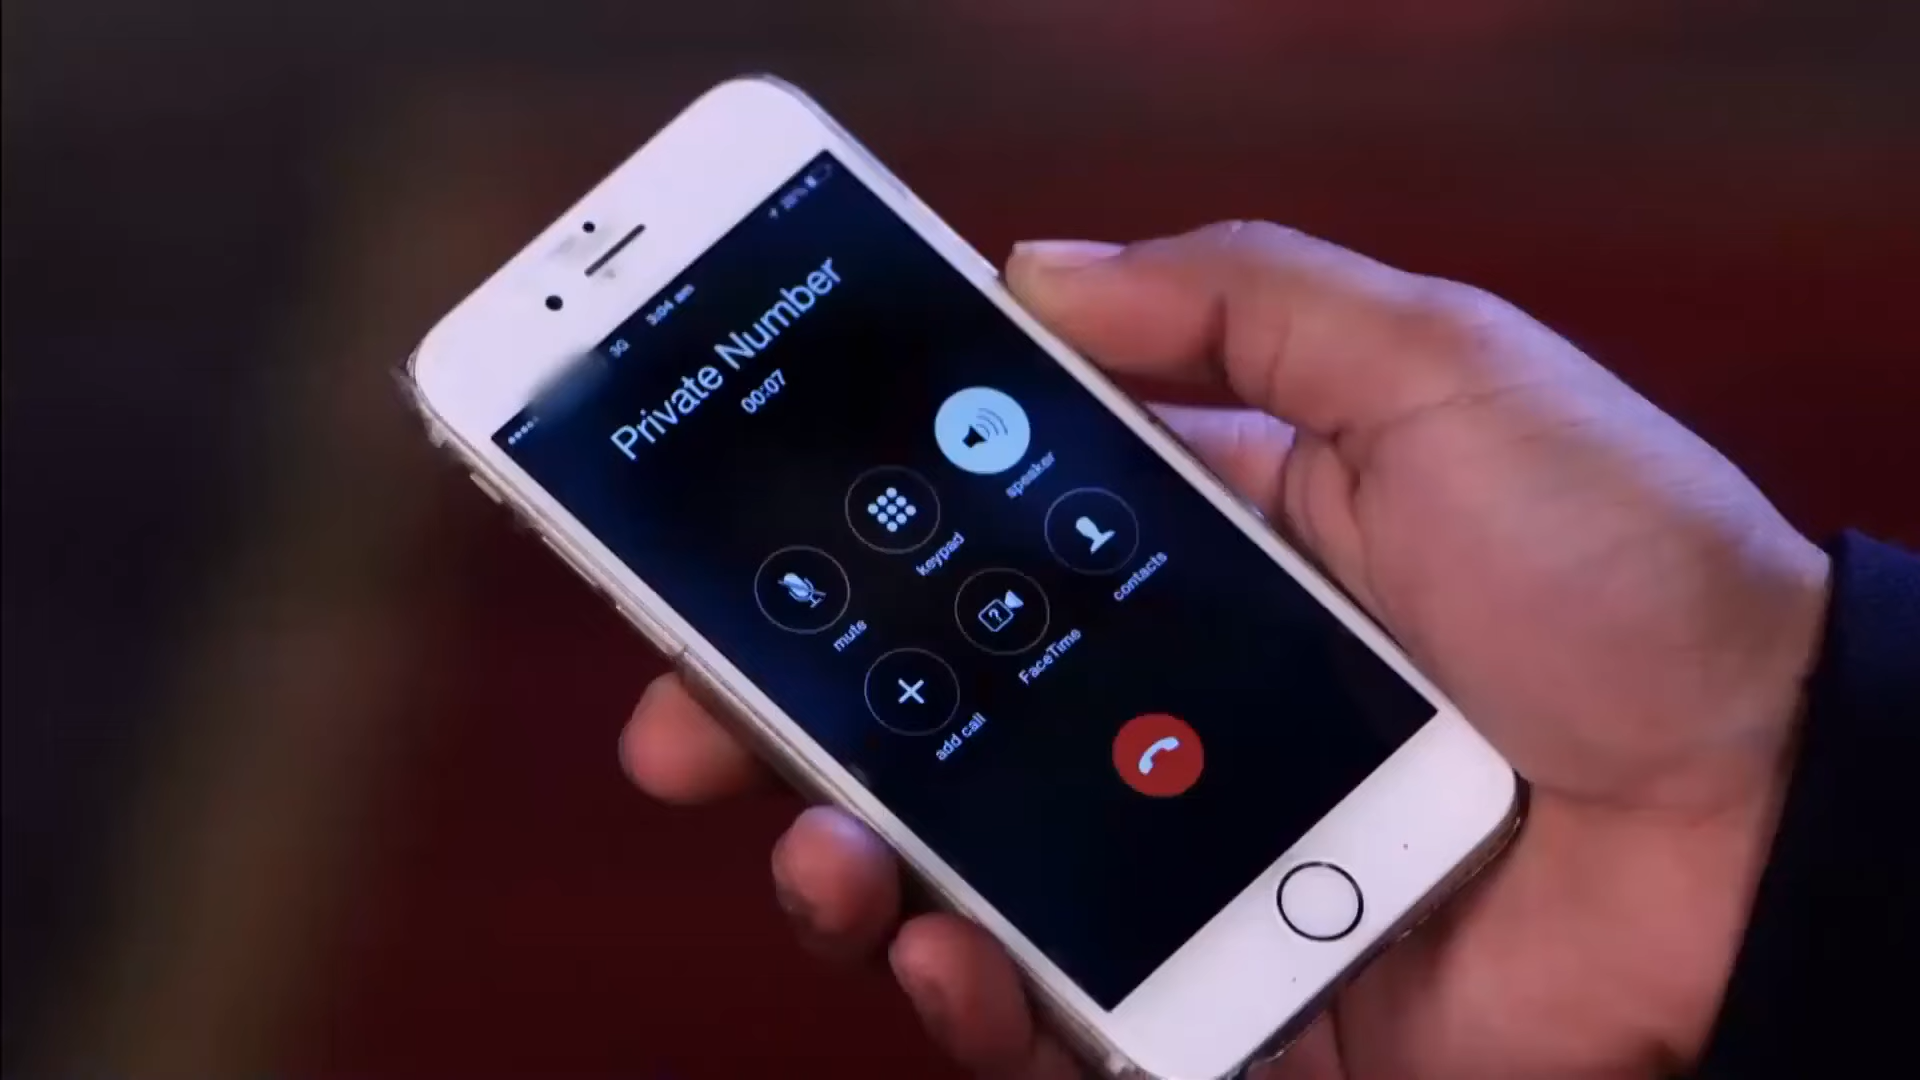 3G 3:04 am
Private Number
00:07
mute keypad speaker
add call FaceTime contacts